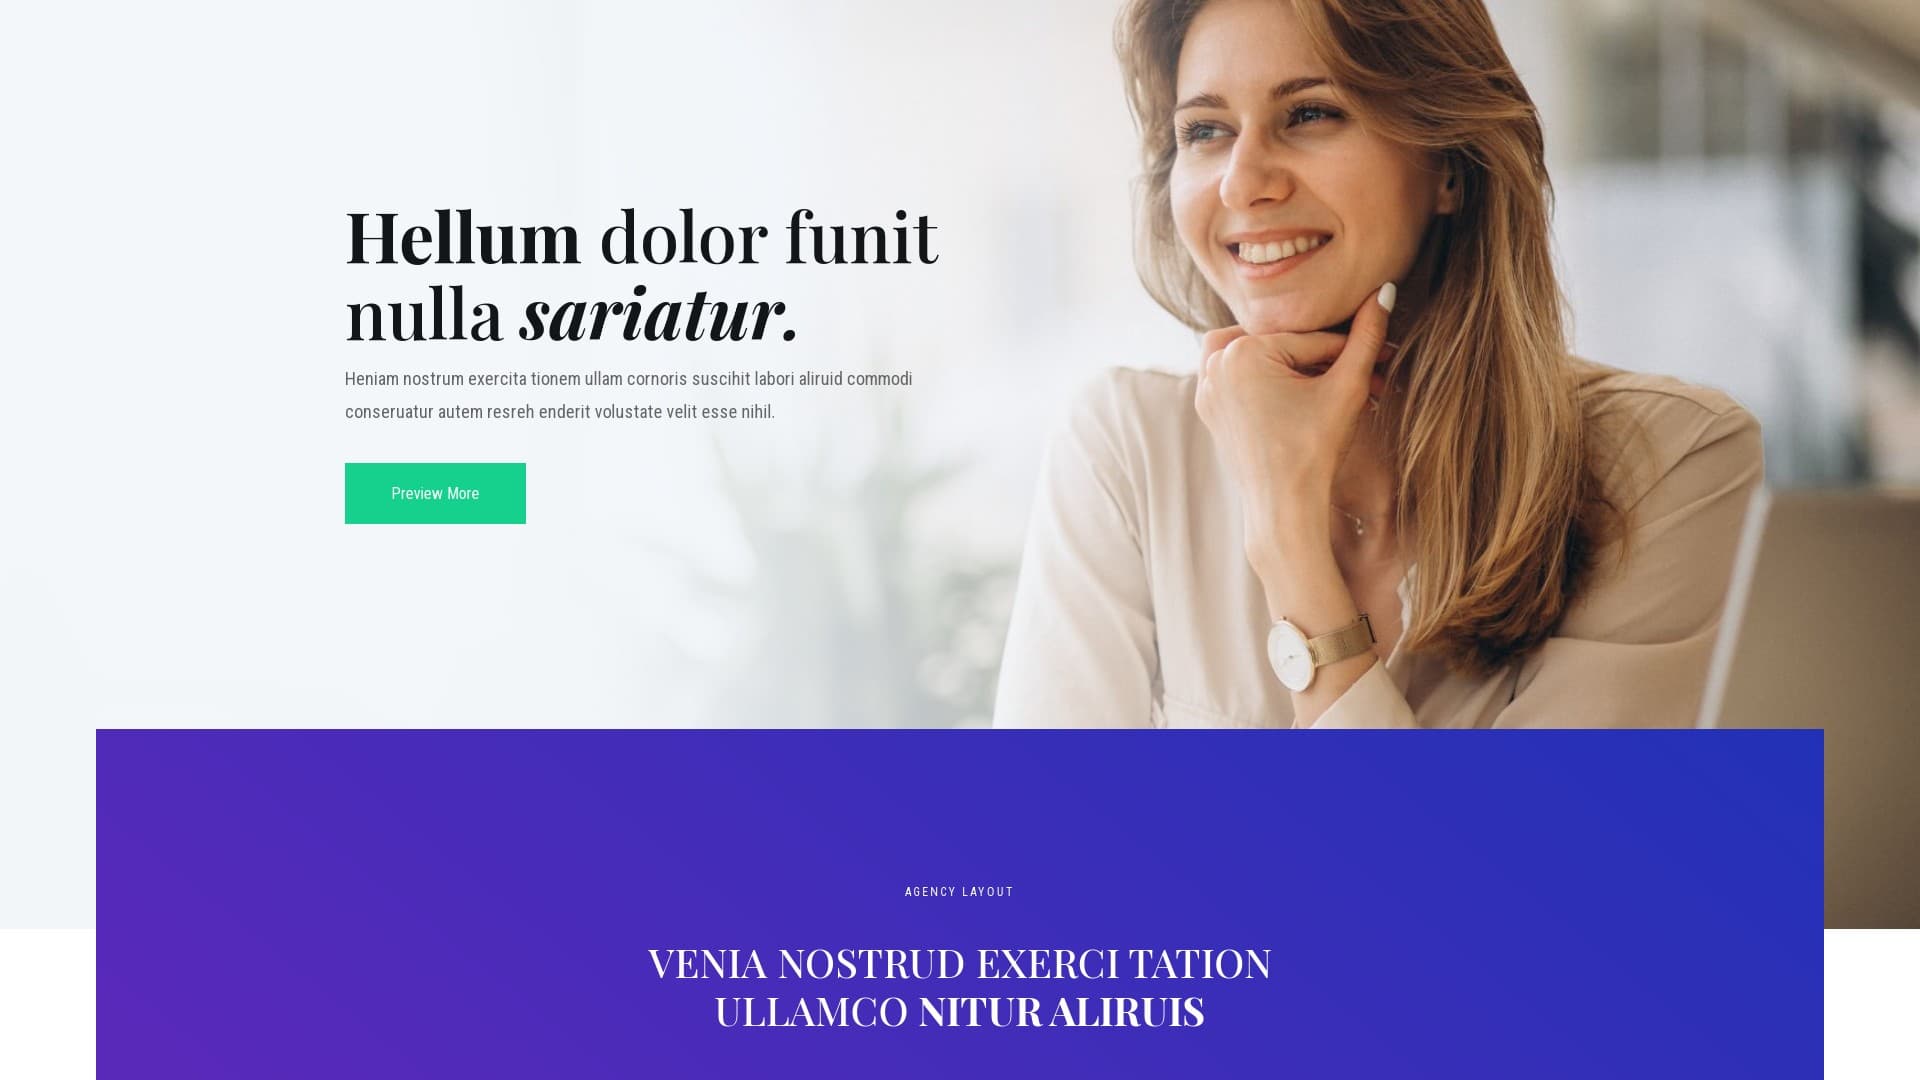 Hellum dolor funit
nulla sariatur.
Heniam nostrum exercita tionem ullam cornoris suscihit labori aliruid commodi
conseruatur autem resreh enderit volustate velit esse nihil.
Preview More
AGENCY LAYOUT
VENIA NOSTRUD EXERCI TATION
ULLAMCO NITUR ALIRUIS